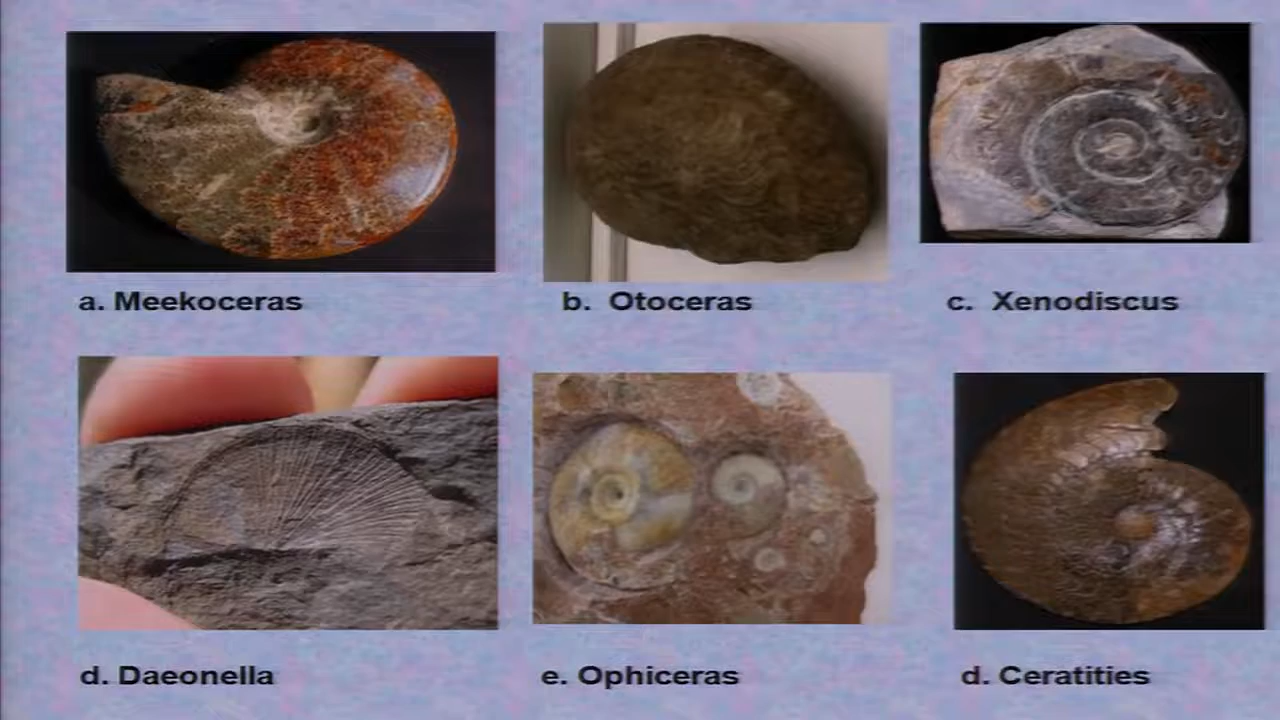 a. Meekoceras
b. Otoceras
c. Xenodiscus
d. Daeonella
e. Ophiceras
d. Ceratities